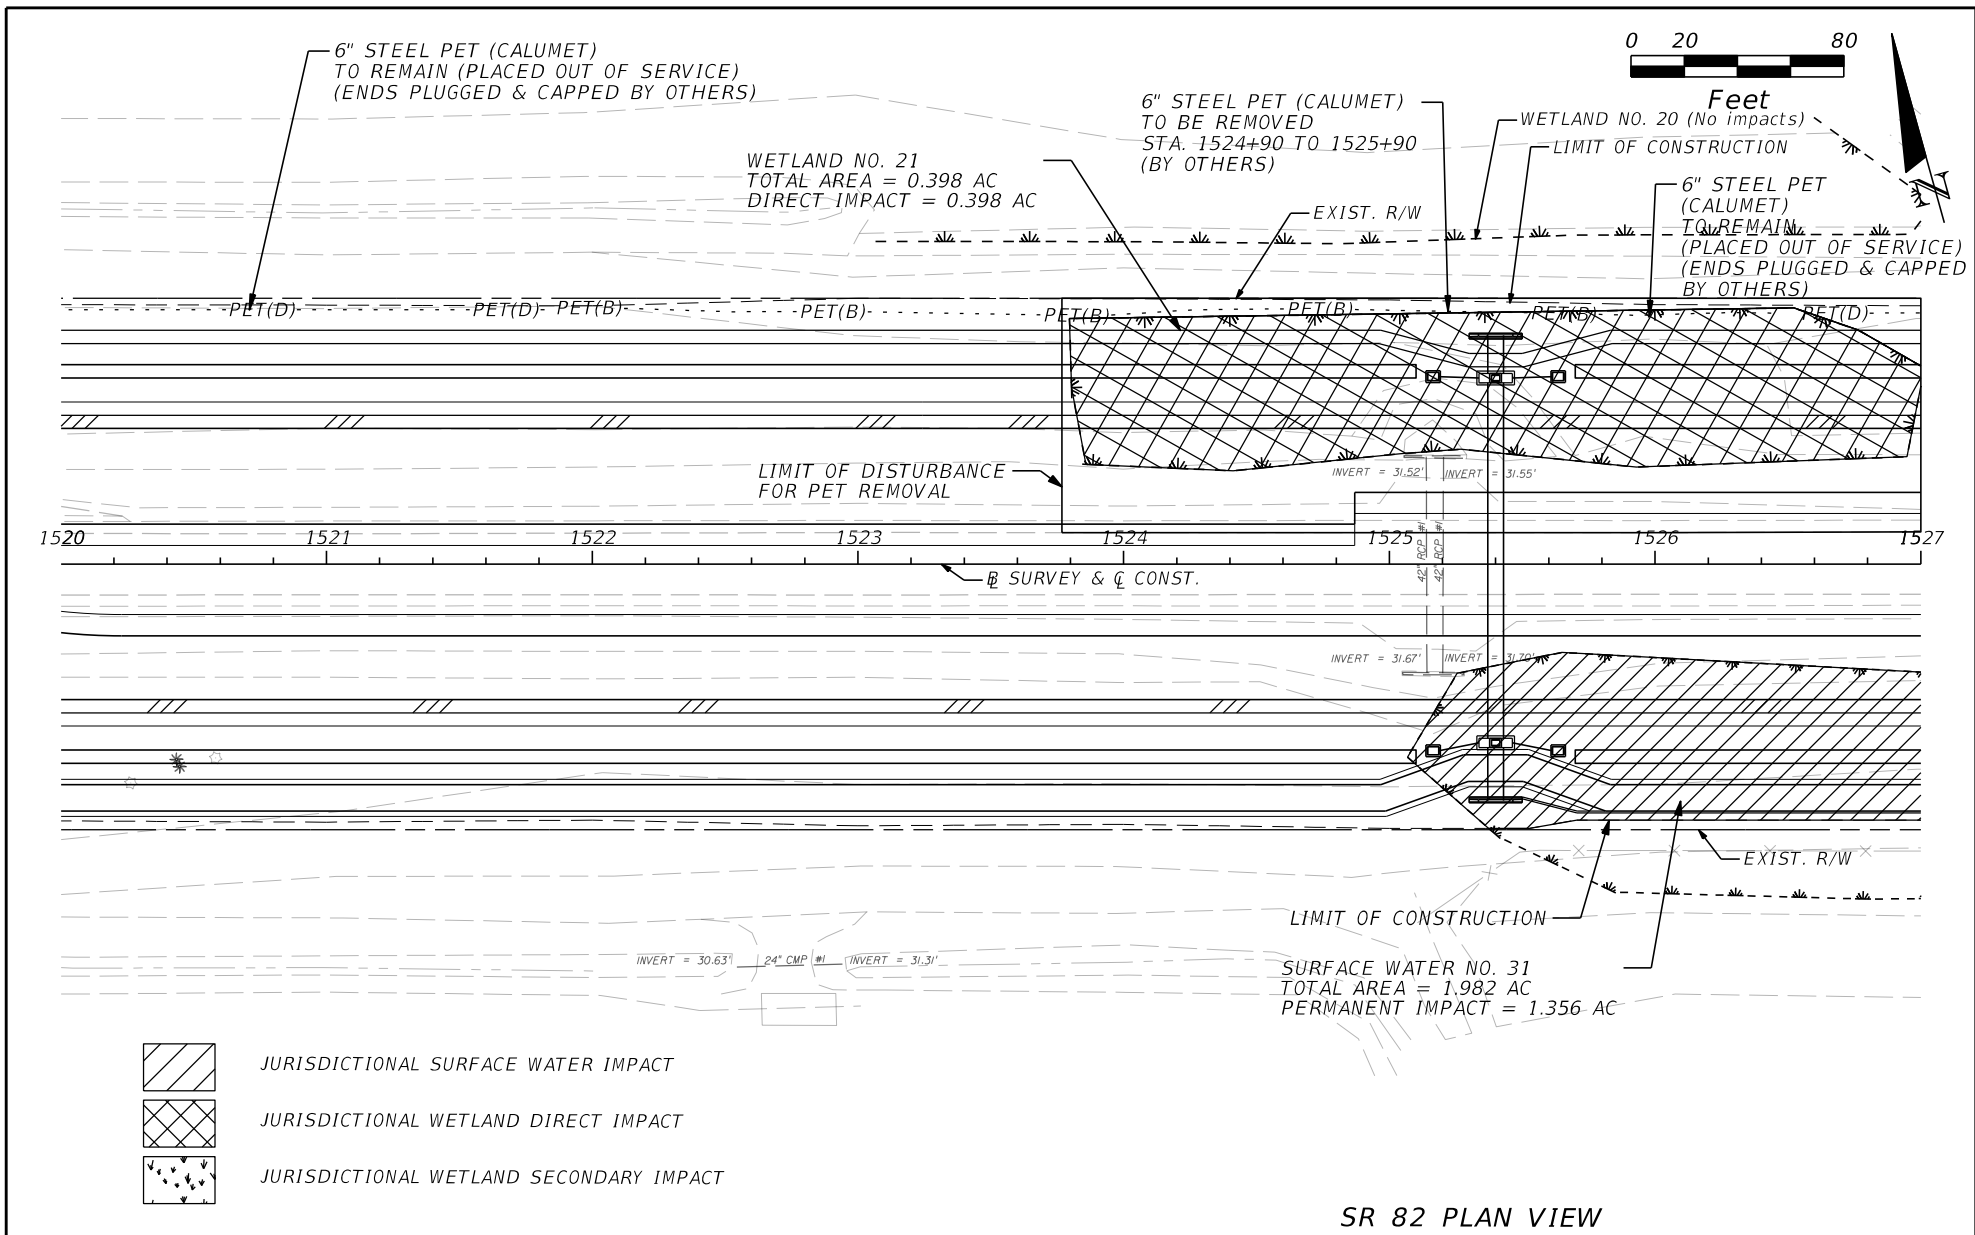 6" STEEL PET (CALUMET)
TO REMAIN (PLACED OUT OF SERVICE)
(ENDS PLUGGED & CAPPED BY OTHERS)
0 20 80
Feet
6" STEEL PET (CALUMET)
TO BE REMOVED
STA. 1524+90 TO 1525+90
(BY OTHERS)
WETLAND NO. 20 (No impacts)
LIMIT OF CONSTRUCTION
N
WETLAND NO. 21
TOTAL AREA = 0.398 AC
DIRECT IMPACT = 0.398 AC
6" STEEL PET
(CALUMET)
TO REMAIN
(PLACED OUT OF SERVICE)
(ENDS PLUGGED & CAPPED
BY OTHERS)
EXIST. R/W
PET(D) PET(D) PET(B) PET(B) PET(B) PET(B) PET(B) PET(D)
LIMIT OF DISTURBANCE
FOR PET REMOVAL
INVERT = 31.52' INVERT = 31.55'
42" RCP #1
42" RCP #1
1520 1521 1522 1523 1524 1525 1526 1527
BL SURVEY & CL CONST.
INVERT = 31.67' INVERT = 31.70'
EXIST. R/W
LIMIT OF CONSTRUCTION
INVERT = 30.63' 24" CMP #1 INVERT = 31.31'
SURFACE WATER NO. 31
TOTAL AREA = 1.982 AC
PERMANENT IMPACT = 1.356 AC
JURISDICTIONAL SURFACE WATER IMPACT
JURISDICTIONAL WETLAND DIRECT IMPACT
JURISDICTIONAL WETLAND SECONDARY IMPACT
SR 82 PLAN VIEW